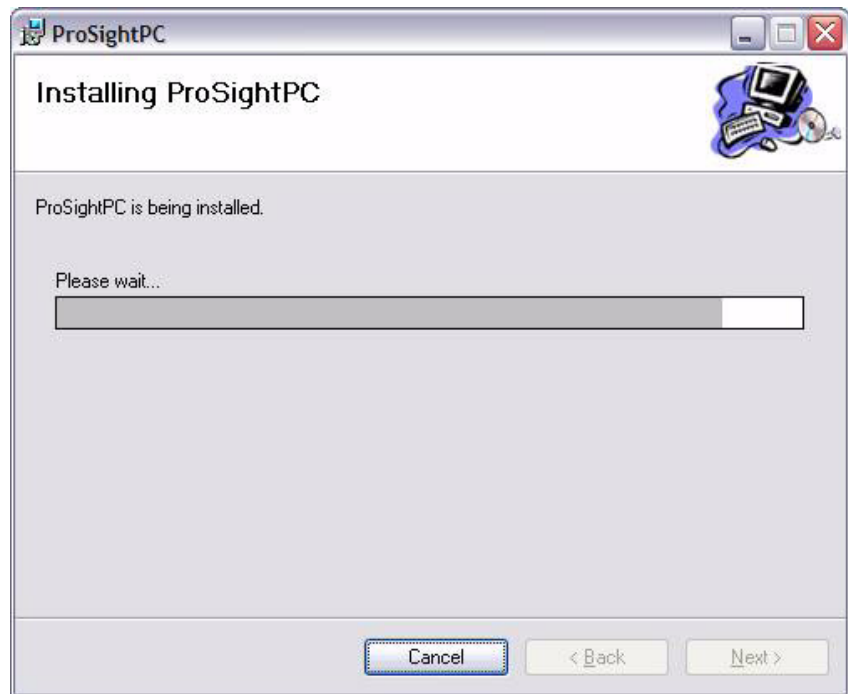 ProSightPC
Installing ProSightPC
ProSightPC is being installed.
Please wait...
Cancel
< Back
Next >